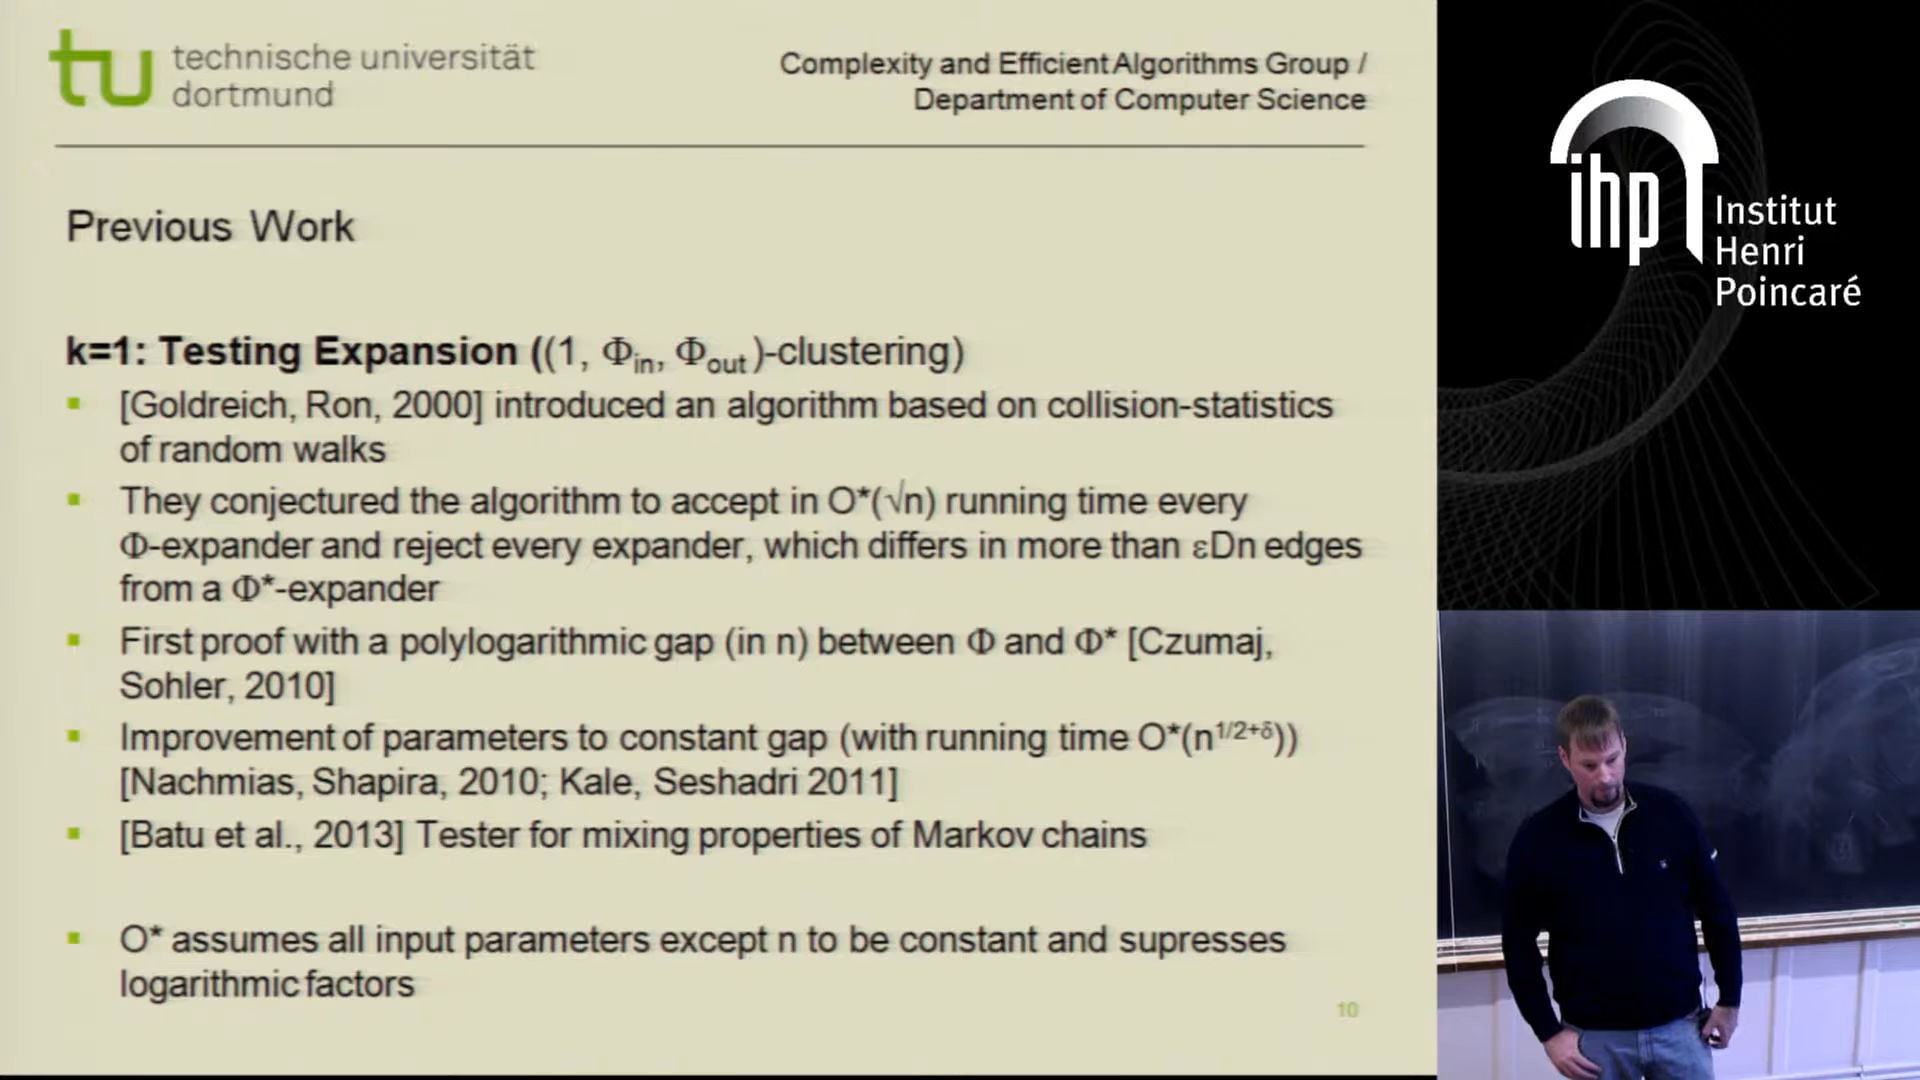 technische universität
dortmund
Complexity and Efficient Algorithms Group /
Department of Computer Science
Previous Work
k=1: Testing Expansion ((1, Φin, Φout)-clustering)
[Goldreich, Ron, 2000] introduced an algorithm based on collision-statistics
of random walks
They conjectured the algorithm to accept in O*(√n) running time every
Φ-expander and reject every expander, which differs in more than εDn edges
from a Φ*-expander
First proof with a polylogarithmic gap (in n) between Φ and Φ* [Czumaj,
Sohler, 2010]
Improvement of parameters to constant gap (with running time O*(n^1/2+δ))
[Nachmias, Shapira, 2010; Kale, Seshadri 2011]
[Batu et al., 2013] Tester for mixing properties of Markov chains
O* assumes all input parameters except n to be constant and supresses
logarithmic factors
10
ihp
Institut
Henri
Poincaré